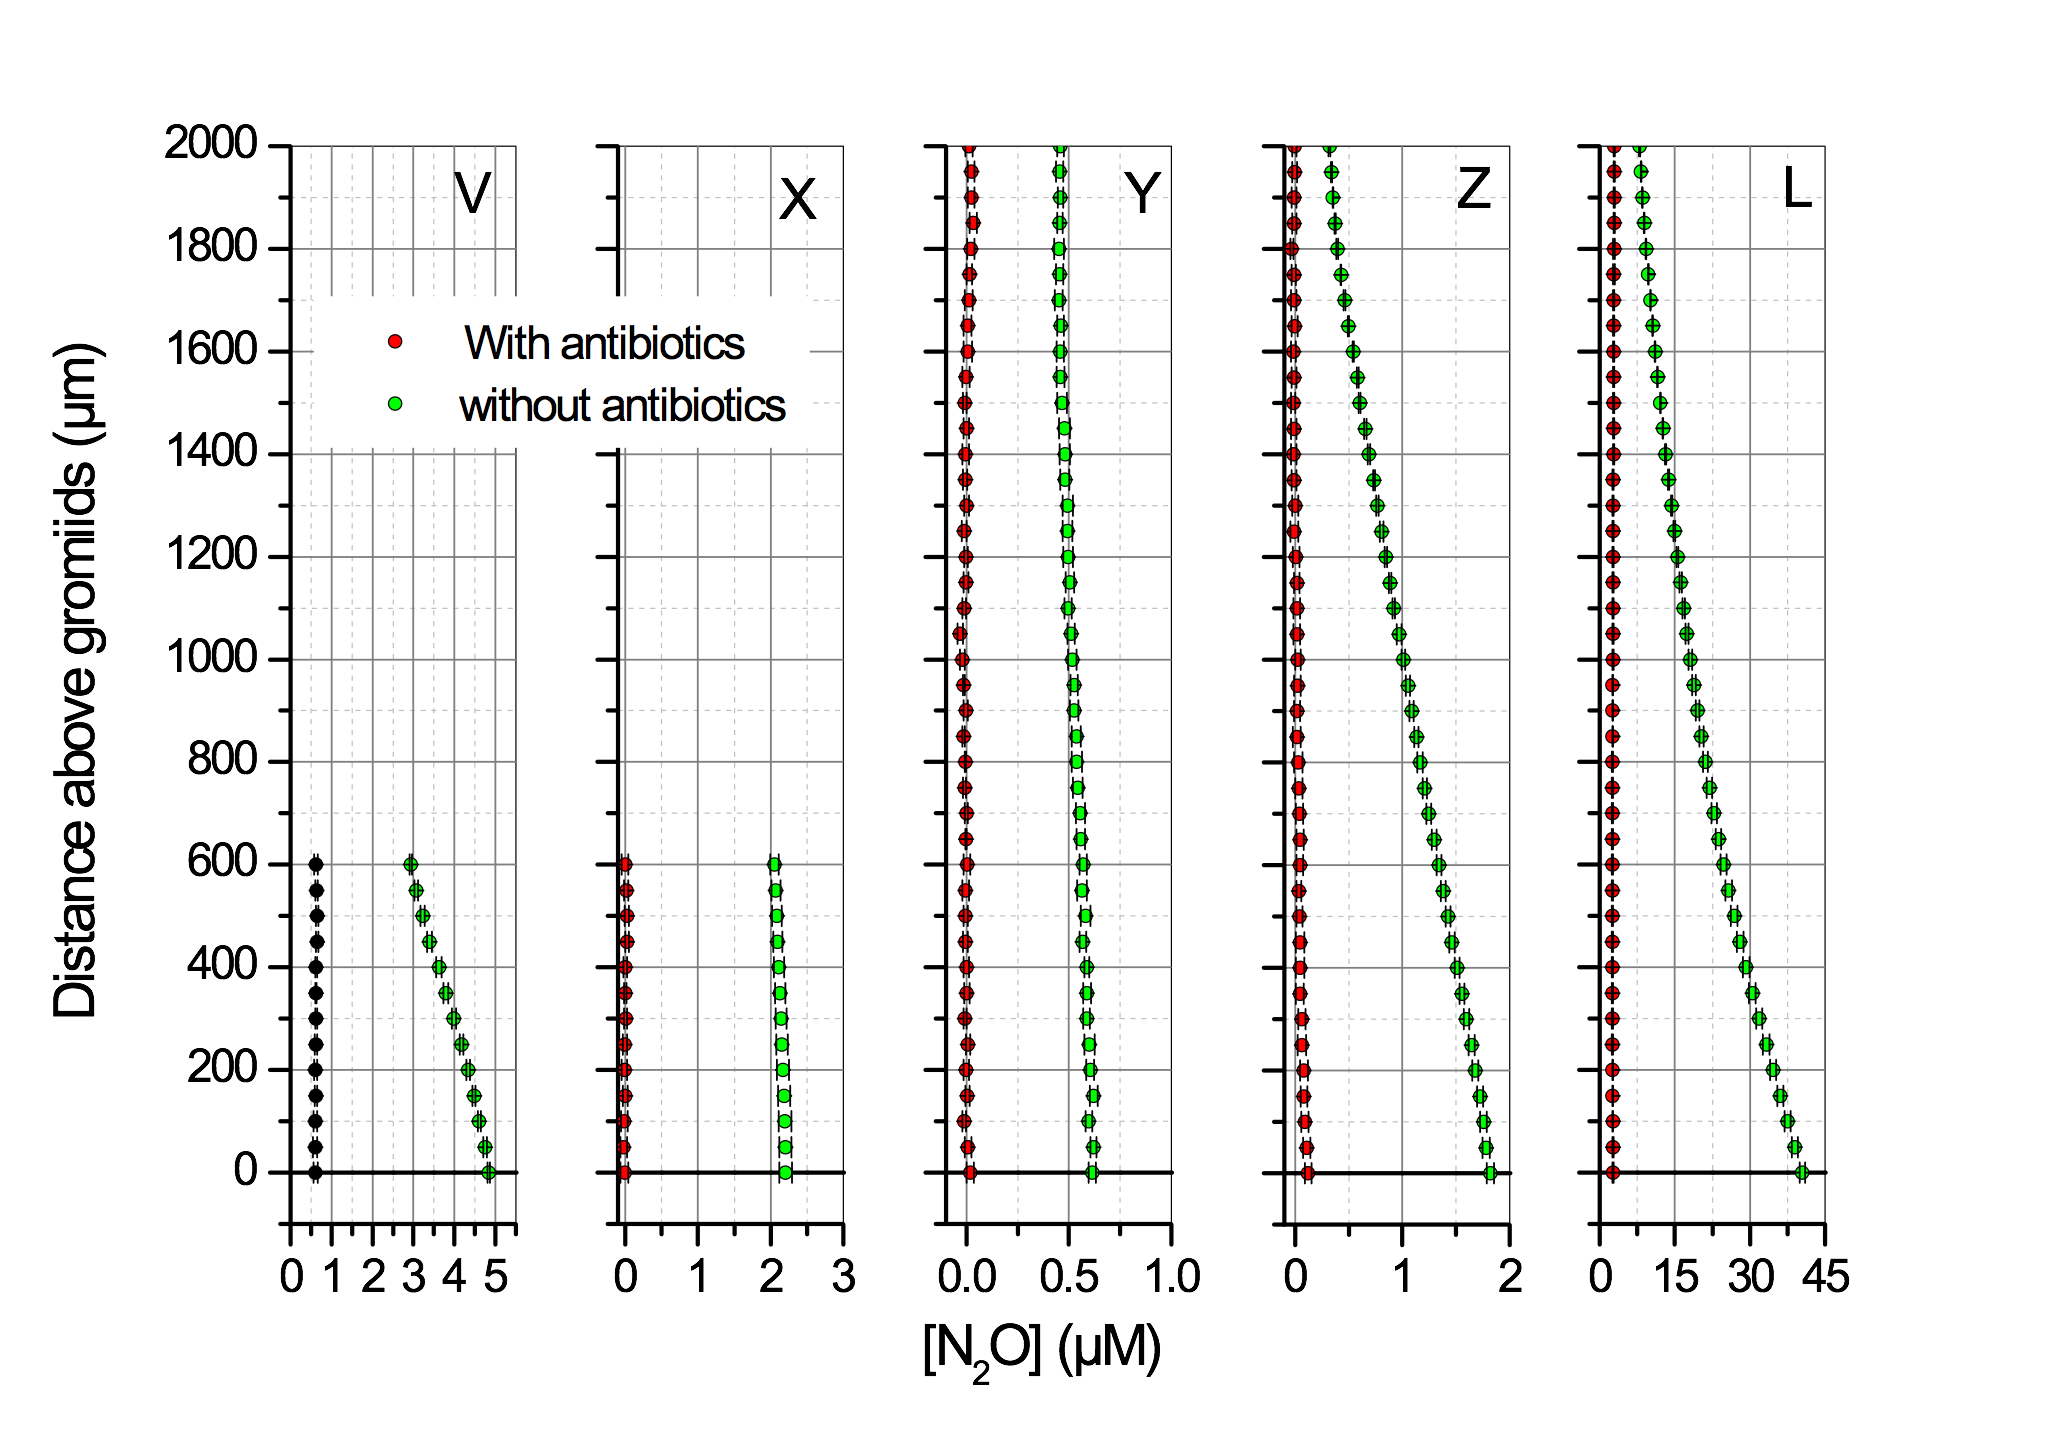 V X Y Z L
2000
1800
With antibiotics
1600
without antibiotics
1400
1200
1000
800
600
400
200
0
Distance above gromiids (µm)
0 1 2 3 4 5 0 1 2 3 0.0 0.5 1.0 0 1 2 0 15 30 45
[N2O] (µM)